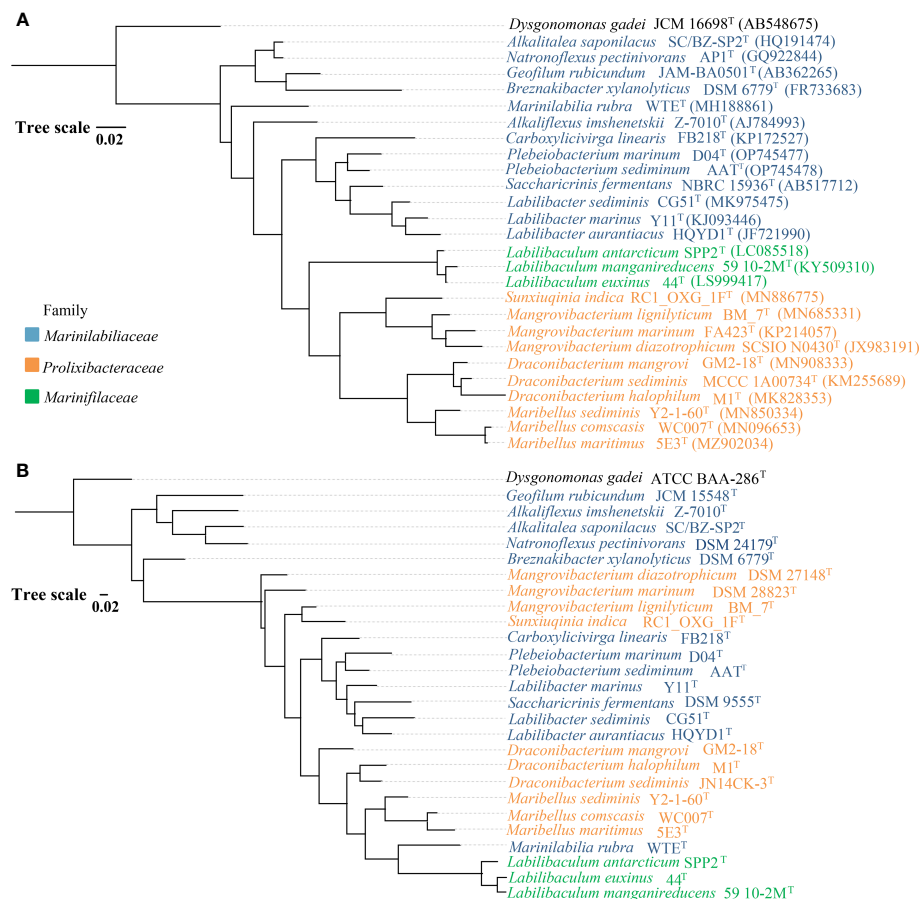 A
Dysgonomonas gadei JCM 16698T (AB548675)
Alkalitalea saponilacus SC/BZ-SP2T (HQ191474)
Natronoflexus pectinivorans AP1T (GQ922844)
Geofilum rubicundum JAM-BA0501T (AB362265)
Breznakibacter xylanolyticus DSM 6779T (FR733683)
Marinilabilia rubra WTET (MH188861)
Alkaliflexus imshenetskii Z-7010T (AJ784993)
Carboxylicivirga linearis FB218T (KP172527)
Plebeiobacterium marinum D04T (OP745477)
Plebeiobacterium sediminum AATT (OP745478)
Saccharicrinis fermentans NBRC 15936T (AB517712)
Labilibacter sediminis CG51T (MK975475)
Labilibacter marinus Y11T (KJ093446)
Labilibacter aurantiacus HQYD1T (JF721990)
Labilibaculum antarcticum SPP2T (LC085518)
Labilibaculum manganireducens 59 10-2MT (KY509310)
Labilibaculum euxinus 44T (LS999417)
Sunxiuqinia indica RC1_OXG_1FT (MN886775)
Mangrovibacterium lignilyticum BM_7T (MN685331)
Mangrovibacterium marinum FA423T (KP214057)
Mangrovibacterium diazotrophicum SCSIO N0430T (JX983191)
Draconibacterium mangrovi GM2-18T (MN908333)
Draconibacterium sediminis MCCC 1A00734T (KM255689)
Draconibacterium halophilum M1T (MK828353)
Maribellus sediminis Y2-1-60T (MN850334)
Maribellus comscasis WC007T (MN096653)
Maribellus maritimus 5E3T (MZ902034)
Tree scale
0.02
Family
Marinilabiliaceae
Prolixibacteraceae
Marinifilaceae
B
Dysgonomonas gadei ATCC BAA-286T
Geofilum rubicundum JCM 15548T
Alkaliflexus imshenetskii Z-7010T
Alkalitalea saponilacus SC/BZ-SP2T
Natronoflexus pectinivorans DSM 24179T
Breznakibacter xylanolyticus DSM 6779T
Mangrovibacterium diazotrophicum DSM 27148T
Mangrovibacterium marinum DSM 28823T
Mangrovibacterium lignilyticum BM_7T
Sunxiuqinia indica RC1_OXG_1FT
Carboxylicivirga linearis FB218T
Plebeiobacterium marinum D04T
Plebeiobacterium sediminum AATT
Labilibacter marinus Y11T
Saccharicrinis fermentans DSM 9555T
Labilibacter sediminis CG51T
Labilibacter aurantiacus HQYD1T
Draconibacterium mangrovi GM2-18T
Draconibacterium halophilum M1T
Draconibacterium sediminis JN14CK-3T
Maribellus sediminis Y2-1-60T
Maribellus comscasis WC007T
Maribellus maritimus 5E3T
Marinilabilia rubra WTET
Labilibaculum antarcticum SPP2T
Labilibaculum euxinus 44T
Labilibaculum manganireducens 59 10-2MT
Tree scale
0.02